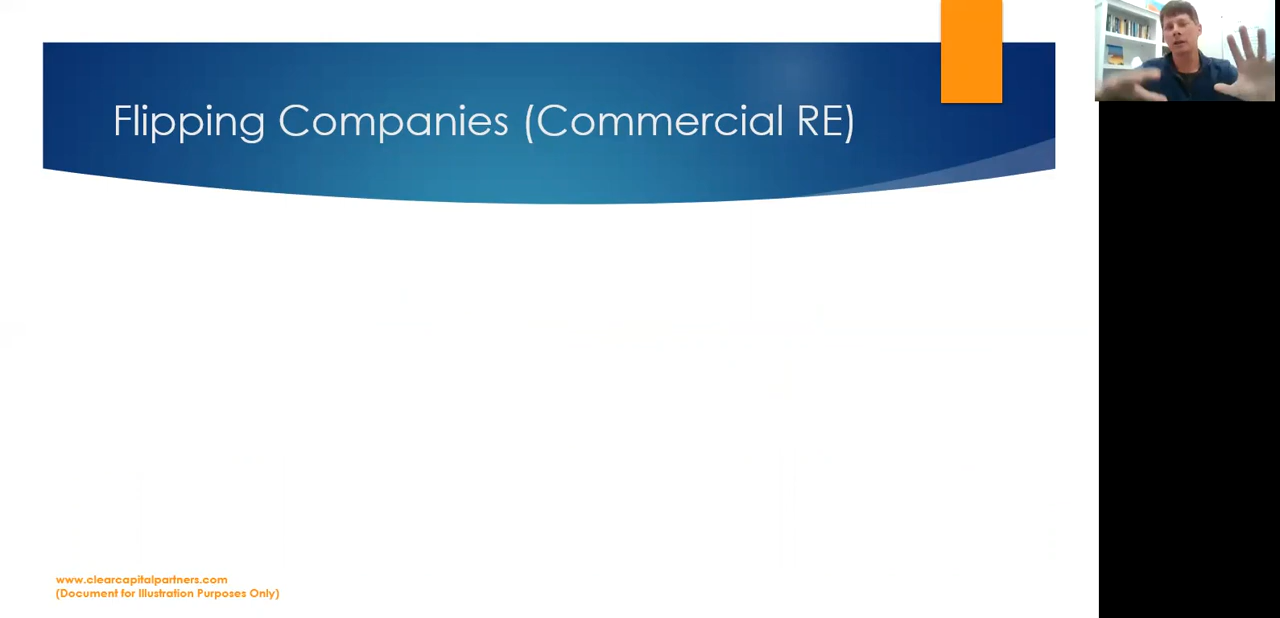 Flipping Companies (Commercial RE)
www.clearcapitalpartners.com
(Document for Illustration Purposes Only)